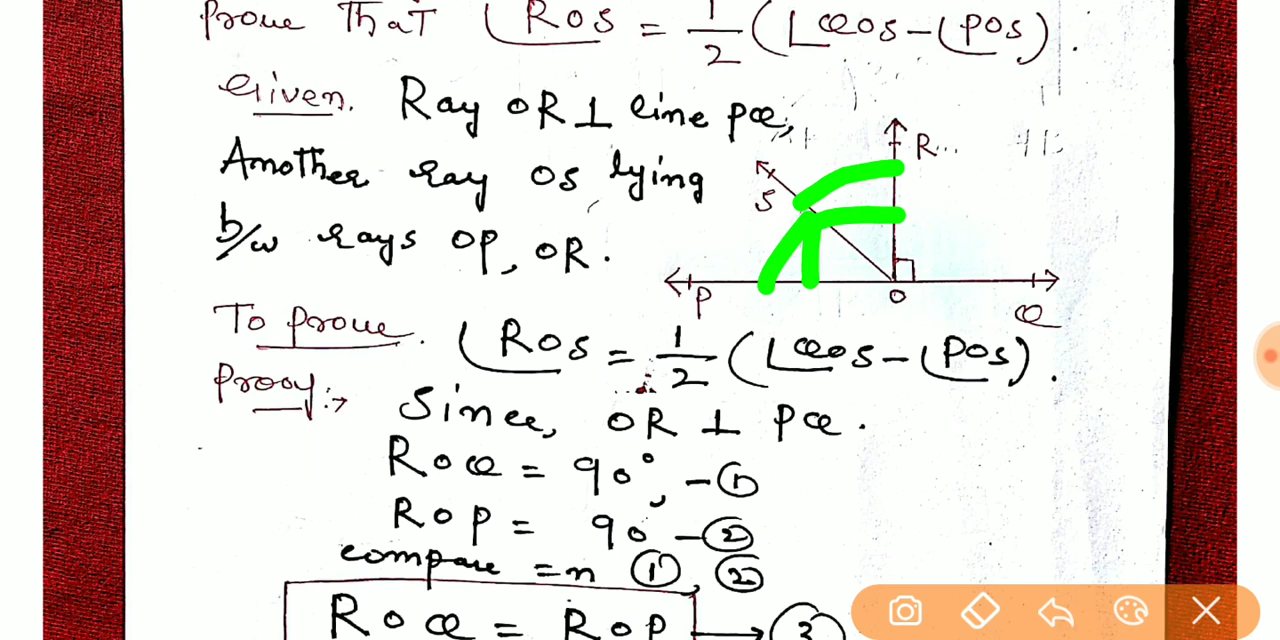 Prove That ∠ROS = 1/2 (∠QOS - ∠POS).
Given. Ray OR ⊥ line PQ,
Another ray OS lying
b/w rays OP, OR.
R
S
P
O
Q
To prove. ∠ROS = 1/2 (∠QOS - ∠POS).
Proof :→
Since, OR ⊥ PQ.
ROQ = 90°, -①
ROP = 90 -②
compare =n ①, ②
ROQ = ROP → ③